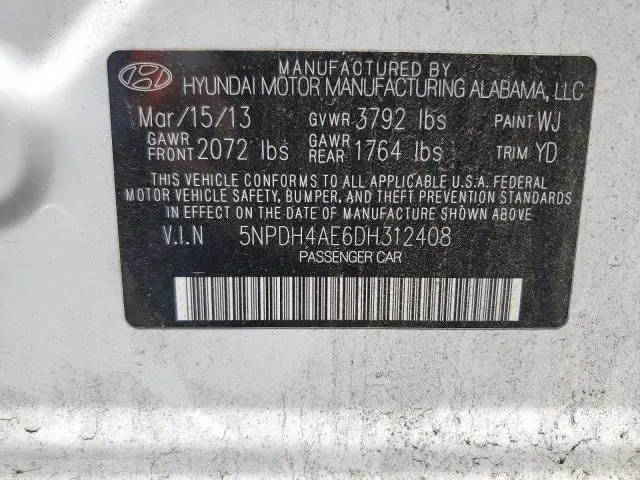 MANUFACTURED BY
HYUNDAI MOTOR MANUFACTURING ALABAMA, LLC
Mar/15/13 GVWR 3792 lbs PAINT WJ
GAWR FRONT 2072 lbs GAWR REAR 1764 lbs TRIM YD
THIS VEHICLE CONFORMS TO ALL APPLICABLE U.S.A. FEDERAL
MOTOR VEHICLE SAFETY, BUMPER, AND THEFT PREVENTION STANDARDS
IN EFFECT ON THE DATE OF MANUFACTURE SHOWN ABOVE.
V.I.N 5NPDH4AE6DH312408
PASSENGER CAR